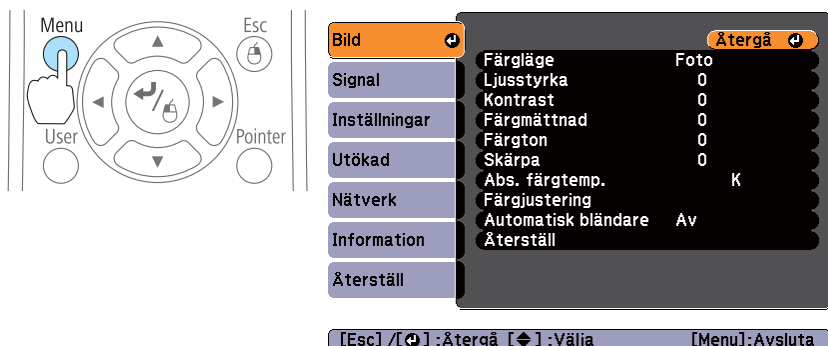 Menu
Esc
User
Pointer
Bild
Signal
Inställningar
Utökad
Nätverk
Information
Återställ
Återgå
Färgläge Foto
Ljusstyrka 0
Kontrast 0
Färgmättnad 0
Färgton 0
Skärpa 0
Abs. färgtemp. K
Färgjustering
Automatisk bländare Av
Återställ
[Esc] /[ ] :Återgå [ ] :Välja [Menu]:Avsluta